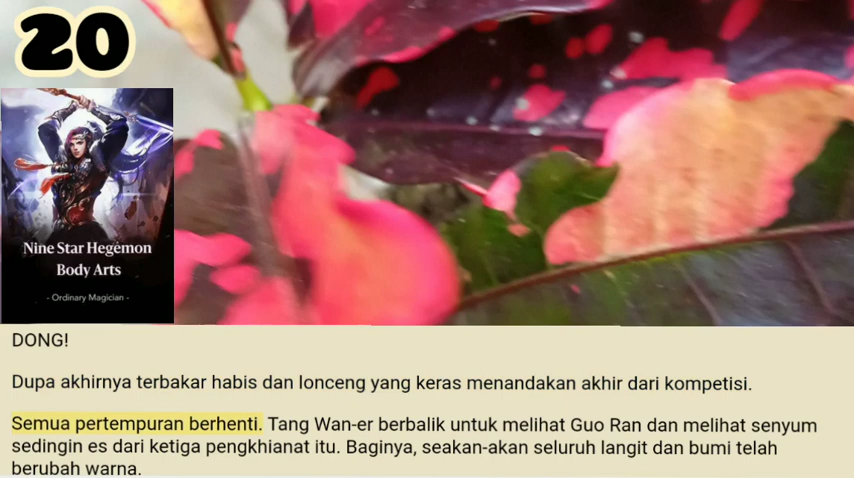 20
Nine Star Hegemon
Body Arts
- Ordinary Magician -
DONG!
Dupa akhirnya terbakar habis dan lonceng yang keras menandakan akhir dari kompetisi.
Semua pertempuran berhenti. Tang Wan-er berbalik untuk melihat Guo Ran dan melihat senyum
sedingin es dari ketiga pengkhianat itu. Baginya, seakan-akan seluruh langit dan bumi telah
berubah warna.